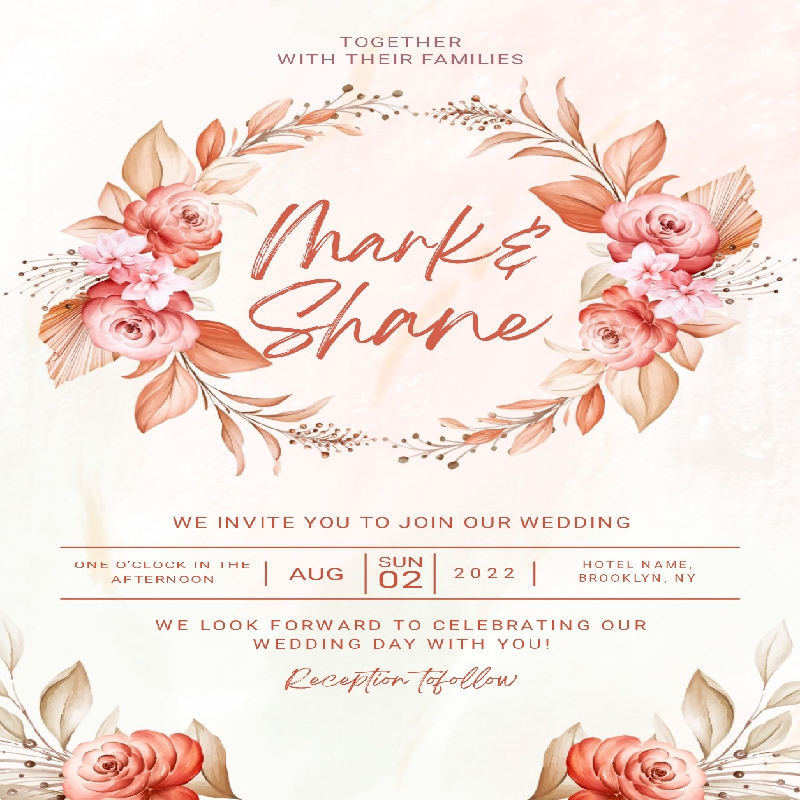 TOGETHER
WITH THEIR FAMILIES
Mark &
Shane
WE INVITE YOU TO JOIN OUR WEDDING
ONE O'CLOCK IN THE
AFTERNOON
AUG
SUN
02
2022
HOTEL NAME,
BROOKLYN, NY
WE LOOK FORWARD TO CELEBRATING OUR
WEDDING DAY WITH YOU!
Reception tofollow